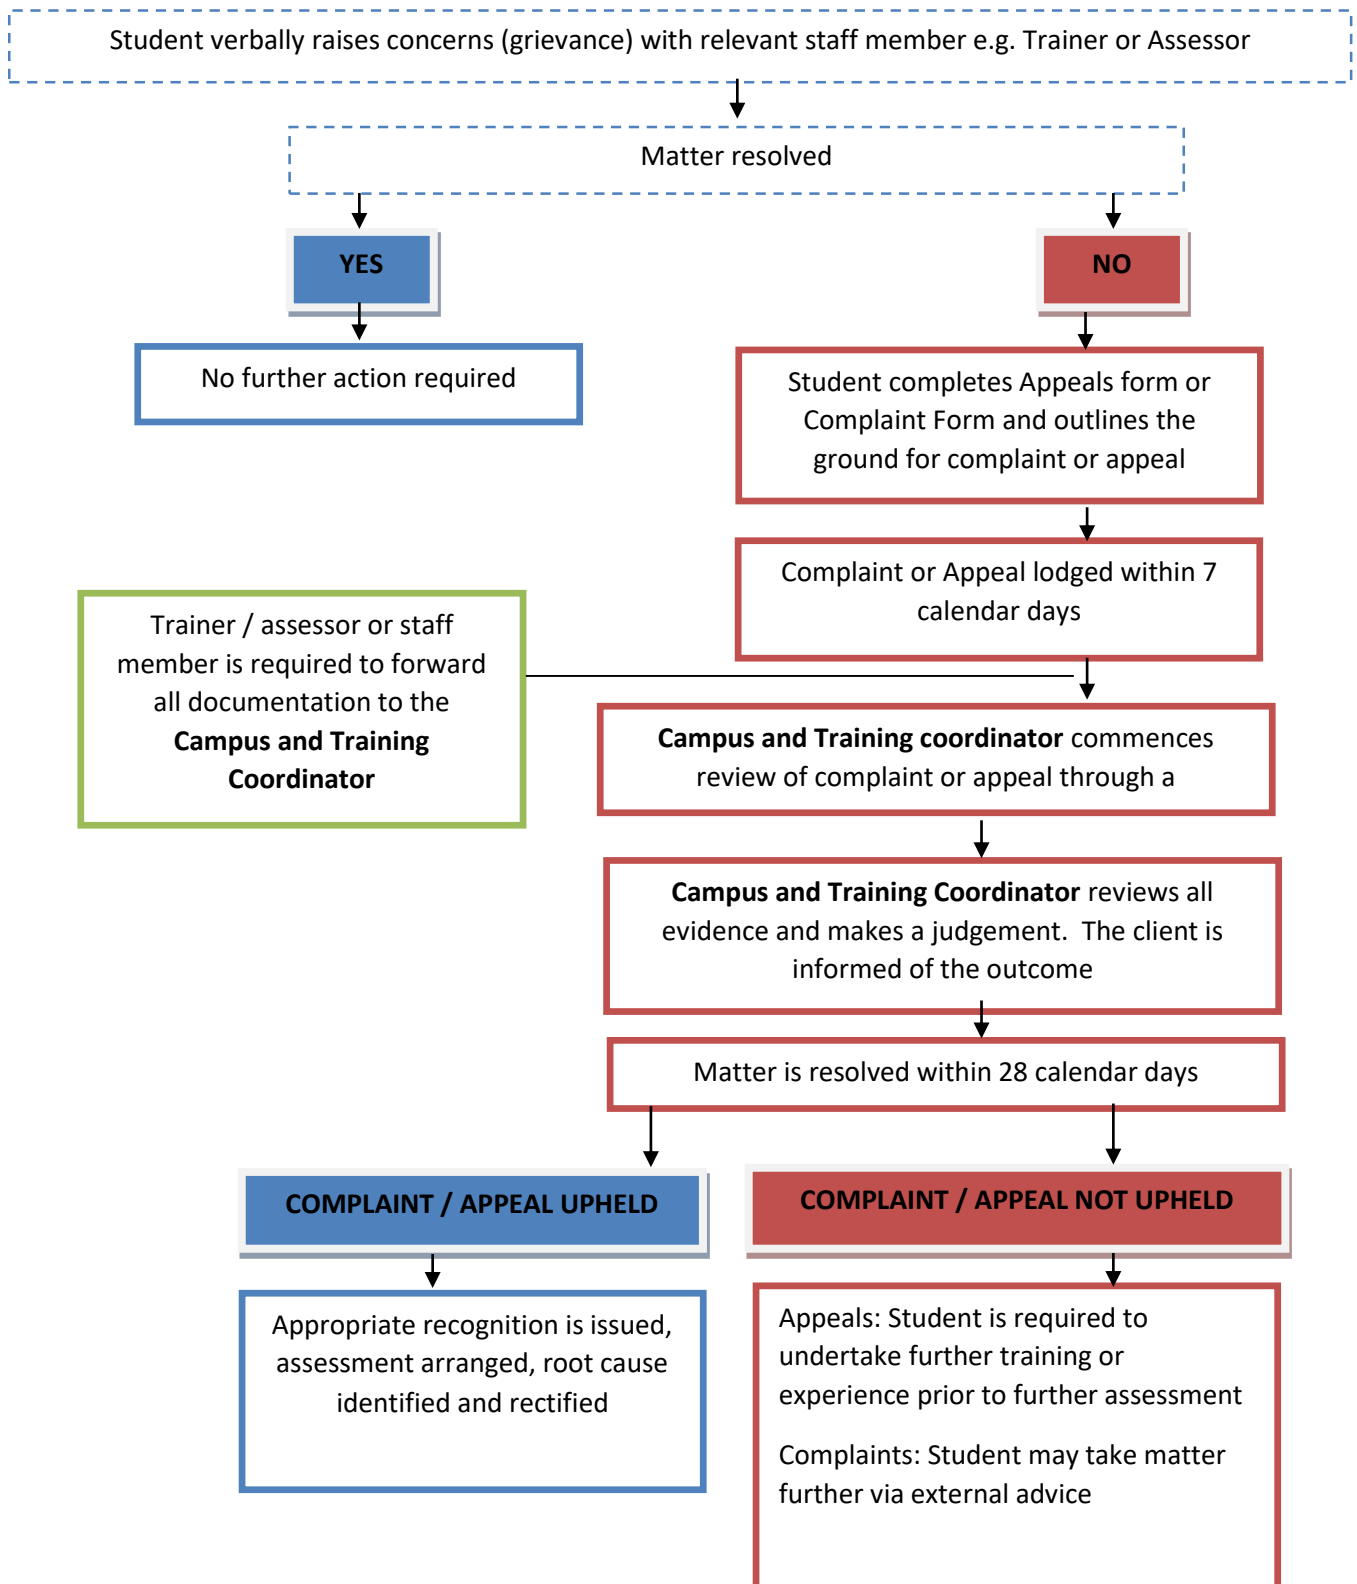 Student verbally raises concerns (grievance) with relevant staff member e.g. Trainer or Assessor
Matter resolved
YES
NO
No further action required
Student completes Appeals form or
Complaint Form and outlines the
ground for complaint or appeal
Complaint or Appeal lodged within 7
calendar days
Trainer / assessor or staff
member is required to forward
all documentation to the
Campus and Training
Coordinator
Campus and Training coordinator commences
review of complaint or appeal through a
Campus and Training Coordinator reviews all
evidence and makes a judgement.  The client is
informed of the outcome
Matter is resolved within 28 calendar days
COMPLAINT / APPEAL UPHELD
COMPLAINT / APPEAL NOT UPHELD
Appropriate recognition is issued,
assessment arranged, root cause
identified and rectified
Appeals: Student is required to
undertake further training or
experience prior to further assessment
Complaints: Student may take matter
further via external advice